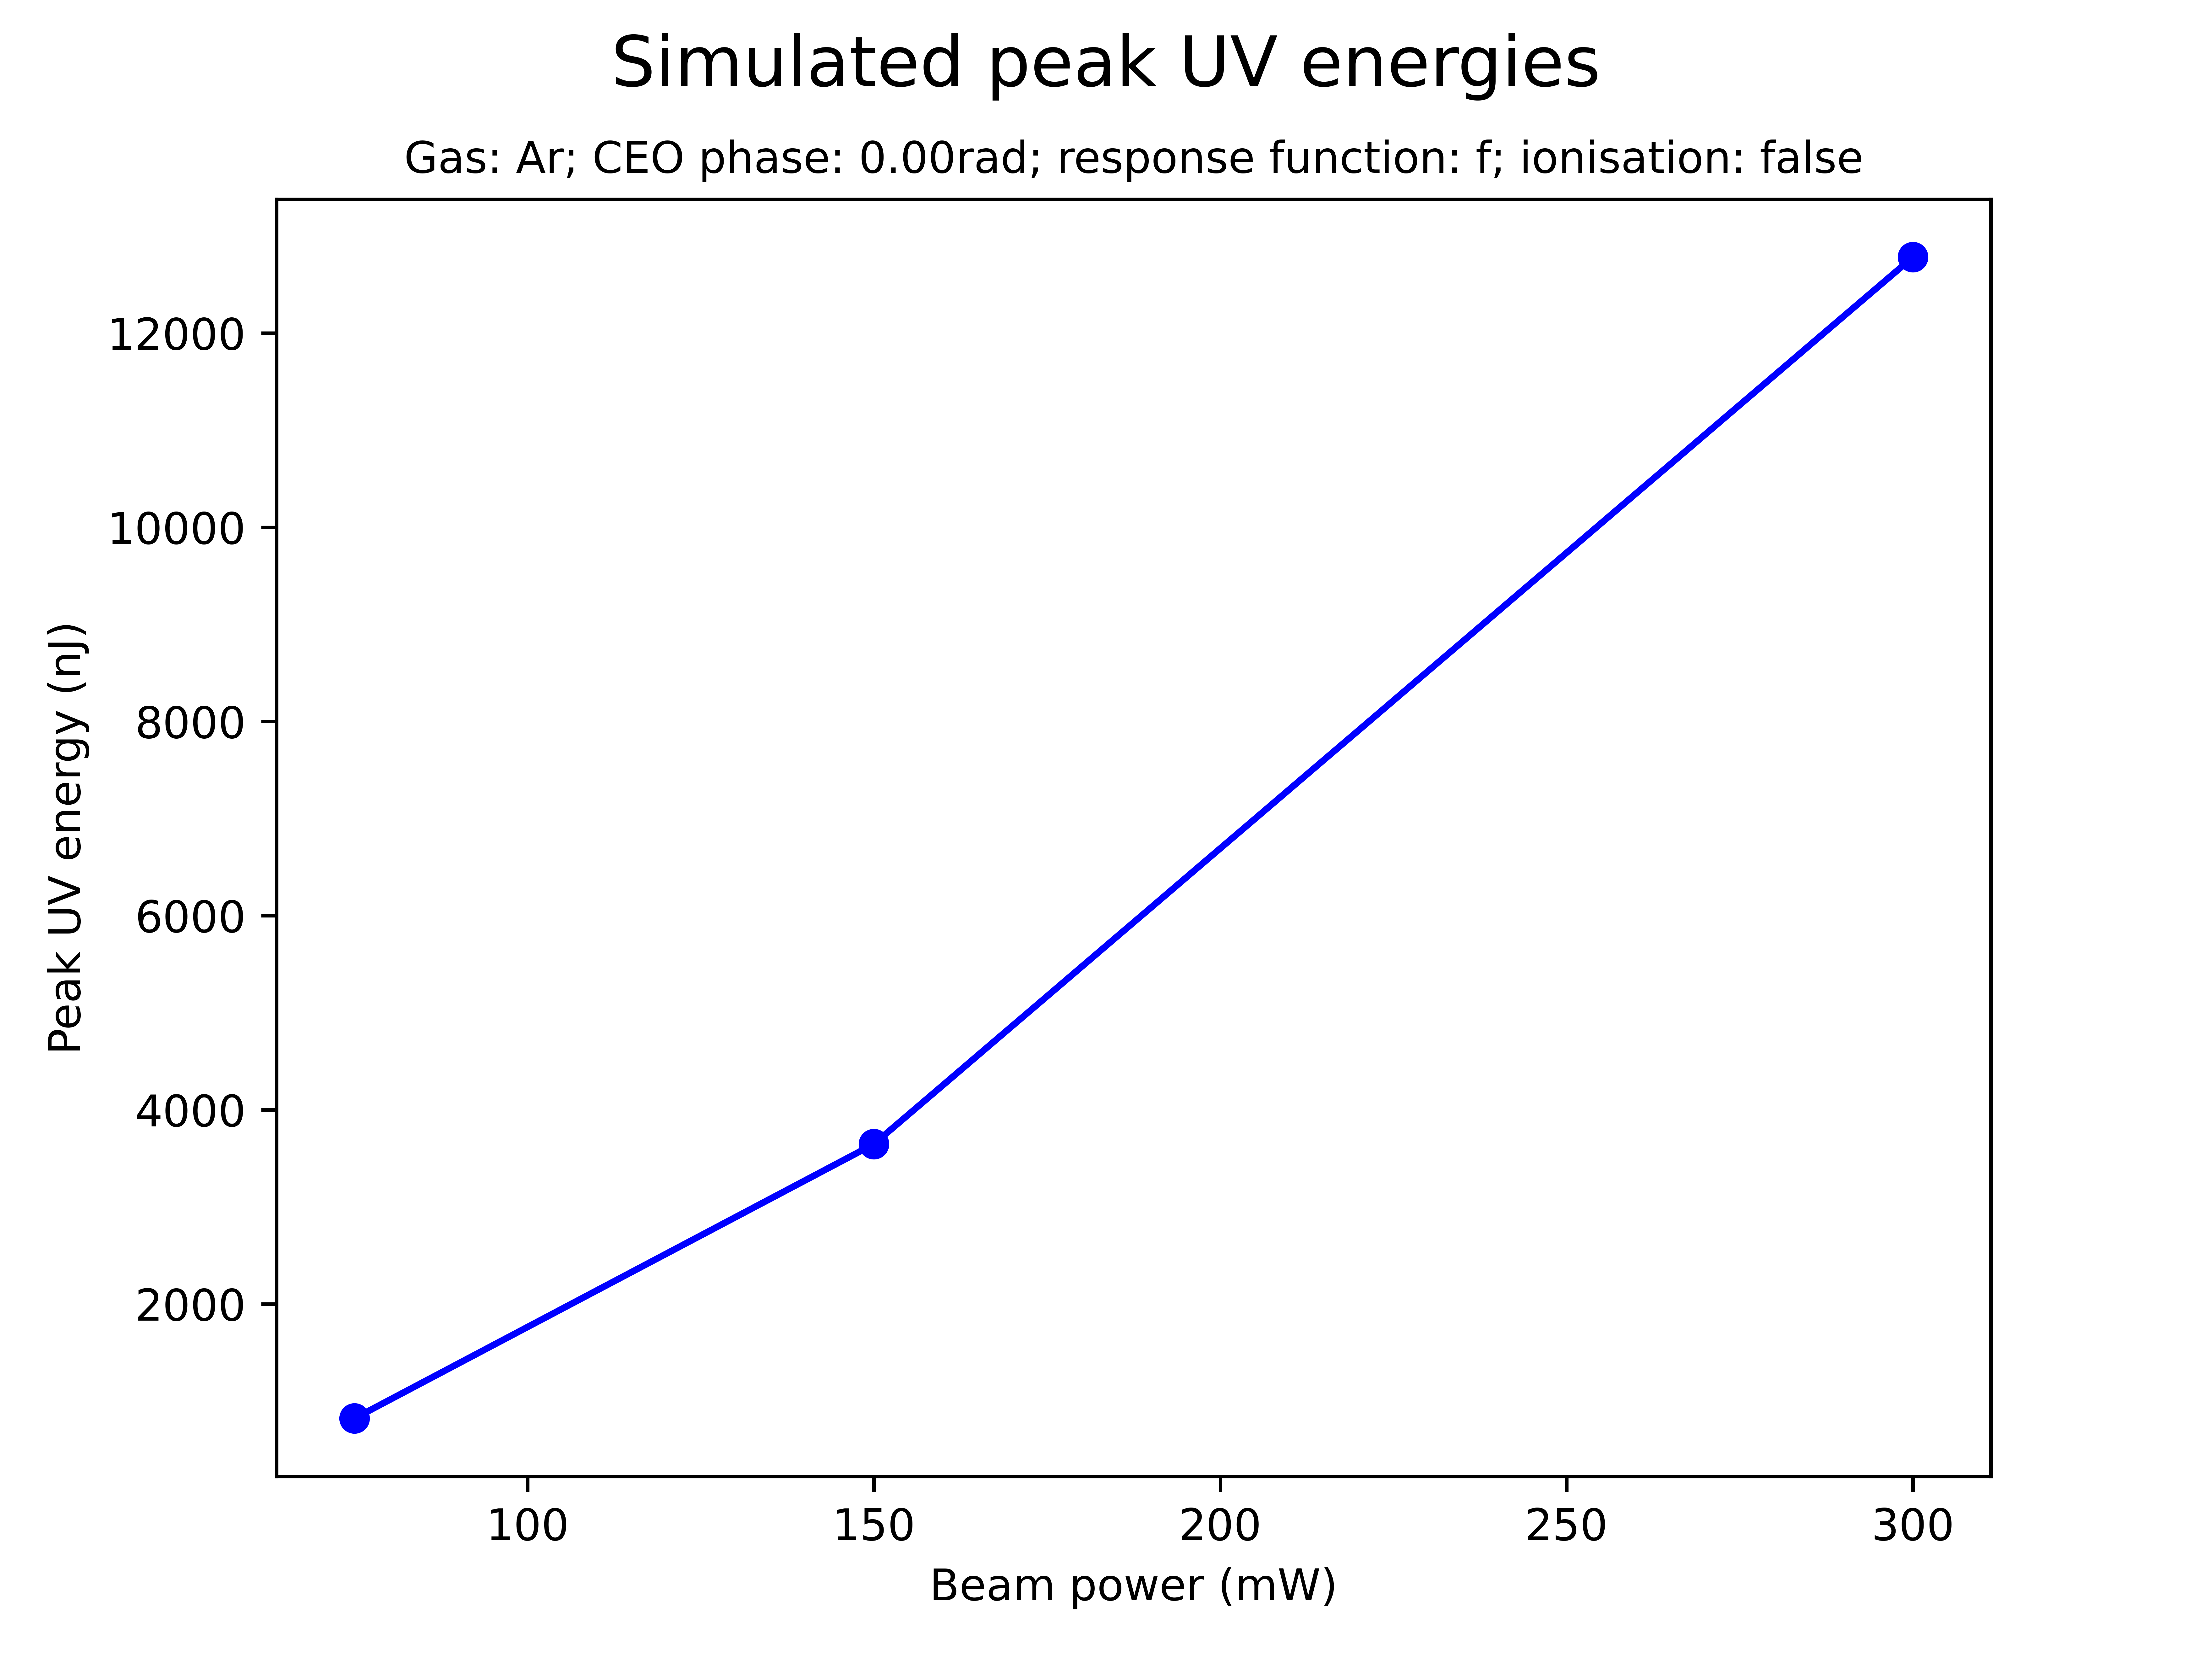 Simulated peak UV energies
Gas: Ar; CEO phase: 0.00rad; response function: f; ionisation: false
12000
10000
8000
6000
4000
2000
Peak UV energy (nJ)
100 150 200 250 300
Beam power (mW)